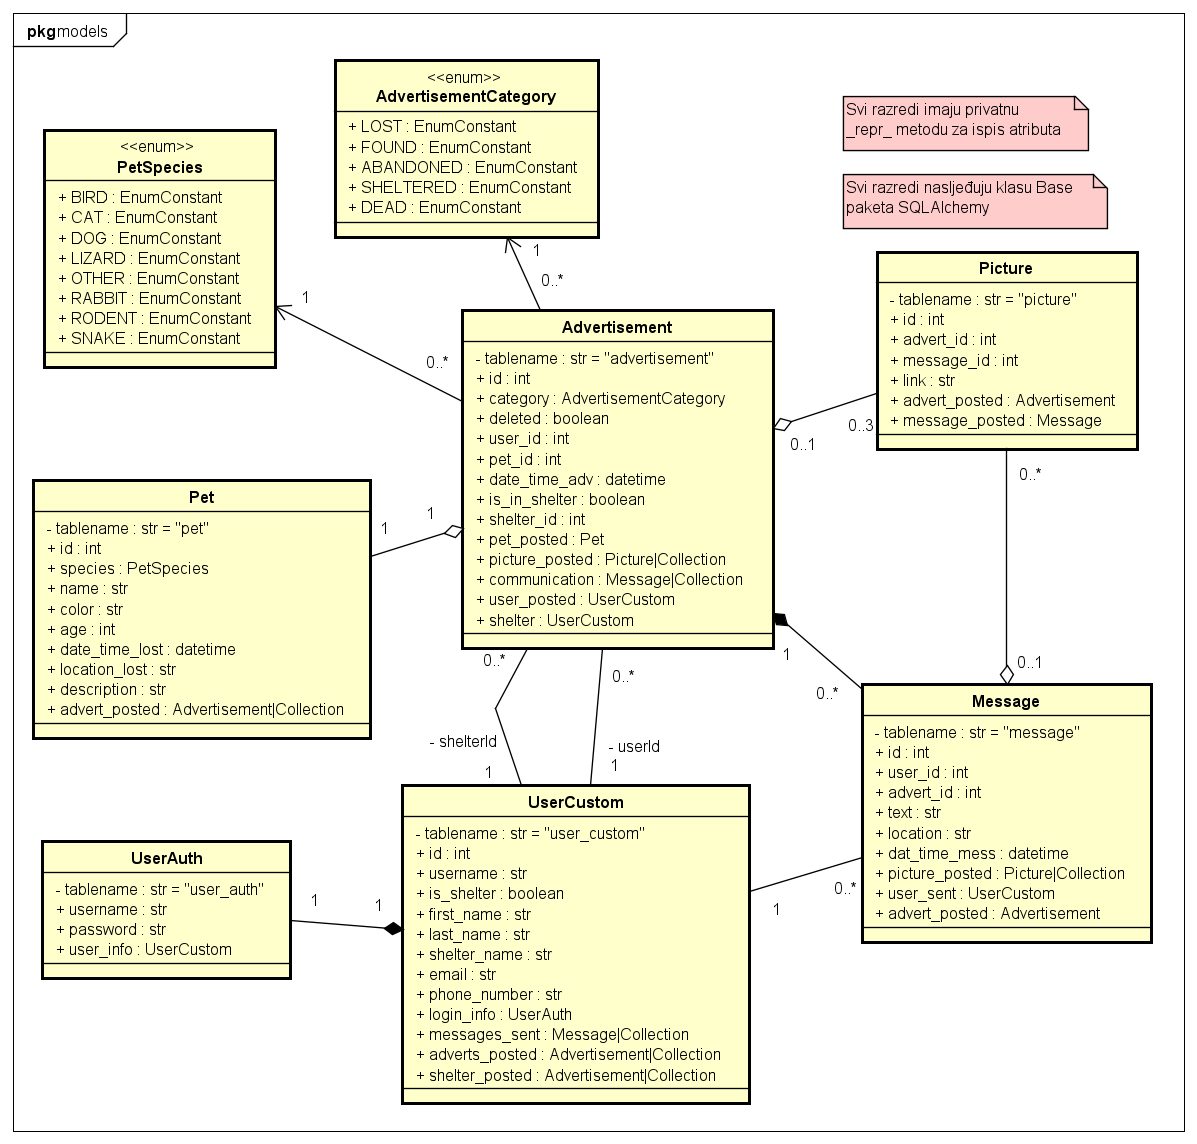 pkg models
<<enum>>
AdvertisementCategory
+ LOST : EnumConstant
+ FOUND : EnumConstant
+ ABANDONED : EnumConstant
+ SHELTERED : EnumConstant
+ DEAD : EnumConstant
Svi razredi imaju privatnu
_repr_ metodu za ispis atributa
<<enum>>
PetSpecies
+ BIRD : EnumConstant
+ CAT : EnumConstant
+ DOG : EnumConstant
+ LIZARD : EnumConstant
+ OTHER : EnumConstant
+ RABBIT : EnumConstant
+ RODENT : EnumConstant
+ SNAKE : EnumConstant
Svi razredi nasljeđuju klasu Base
paketa SQLAlchemy
1
0..*
1
0..*
Picture
- tablename : str = "picture"
+ id : int
+ advert_id : int
+ message_id : int
+ link : str
+ advert_posted : Advertisement
+ message_posted : Message
Advertisement
- tablename : str = "advertisement"
+ id : int
+ category : AdvertisementCategory
+ deleted : boolean
+ user_id : int
+ pet_id : int
+ date_time_adv : datetime
+ is_in_shelter : boolean
+ shelter_id : int
+ pet_posted : Pet
+ picture_posted : Picture|Collection
+ communication : Message|Collection
+ user_posted : UserCustom
+ shelter : UserCustom
0..3
0..1
0..*
0..1
Pet
- tablename : str = "pet"
+ id : int
+ species : PetSpecies
+ name : str
+ color : str
+ age : int
+ date_time_lost : datetime
+ location_lost : str
+ description : str
+ advert_posted : Advertisement|Collection
1
1
1
0..*
0..*
0..*
- shelterId
- userId
1
1
Message
- tablename : str = "message"
+ id : int
+ user_id : int
+ advert_id : int
+ text : str
+ location : str
+ dat_time_mess : datetime
+ picture_posted : Picture|Collection
+ user_sent : UserCustom
+ advert_posted : Advertisement
UserCustom
- tablename : str = "user_custom"
+ id : int
+ username : str
+ is_shelter : boolean
+ first_name : str
+ last_name : str
+ shelter_name : str
+ email : str
+ phone_number : str
+ login_info : UserAuth
+ messages_sent : Message|Collection
+ adverts_posted : Advertisement|Collection
+ shelter_posted : Advertisement|Collection
0..*
1
UserAuth
- tablename : str = "user_auth"
+ username : str
+ password : str
+ user_info : UserCustom
1
1